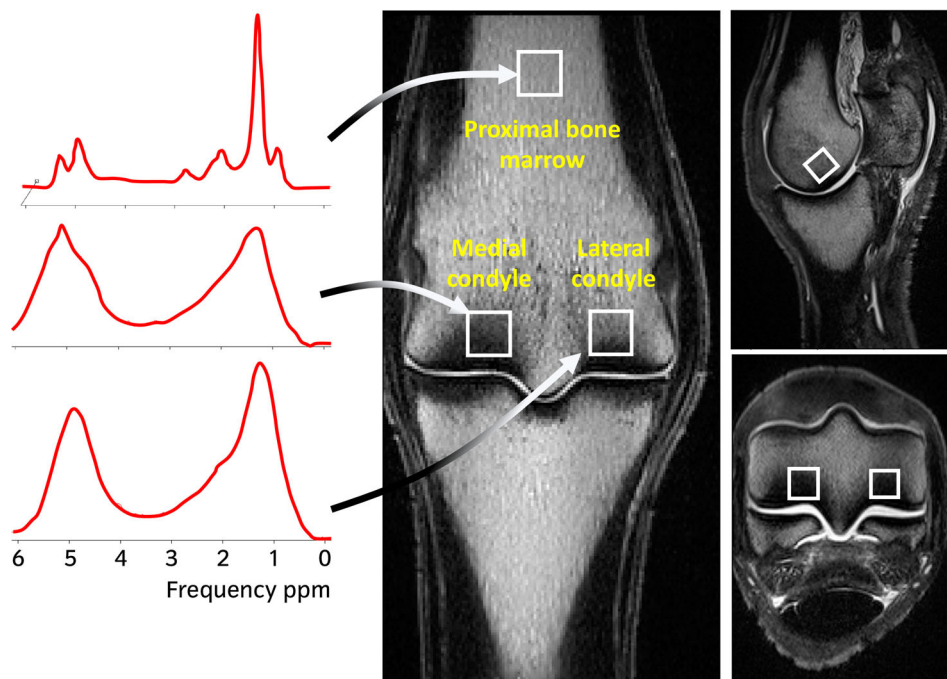 Proximal bone
marrow
Medial
condyle
Lateral
condyle
6 5 4 3 2 1 0
Frequency ppm